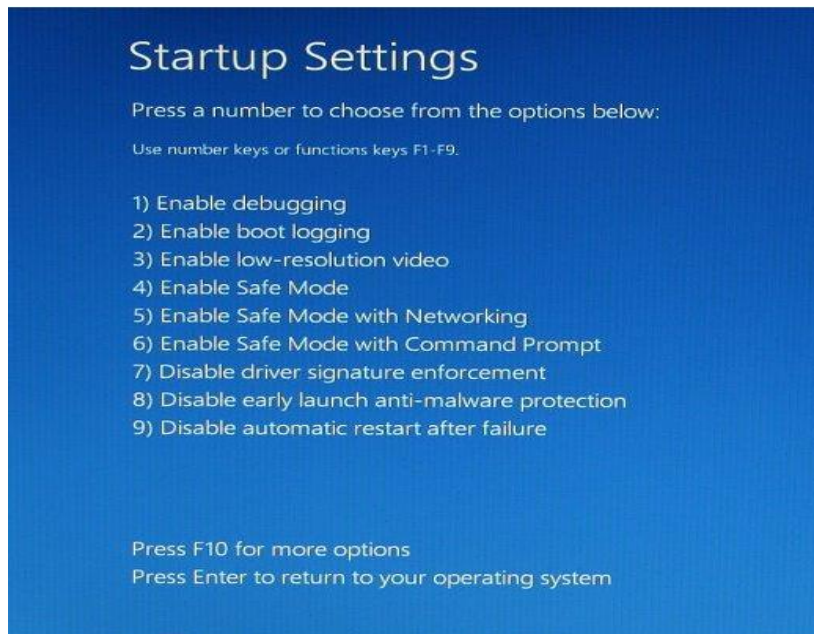 Startup Settings
Press a number to choose from the options below:
Use number keys or functions keys F1-F9.
1) Enable debugging
2) Enable boot logging
3) Enable low-resolution video
4) Enable Safe Mode
5) Enable Safe Mode with Networking
6) Enable Safe Mode with Command Prompt
7) Disable driver signature enforcement
8) Disable early launch anti-malware protection
9) Disable automatic restart after failure
Press F10 for more options
Press Enter to return to your operating system